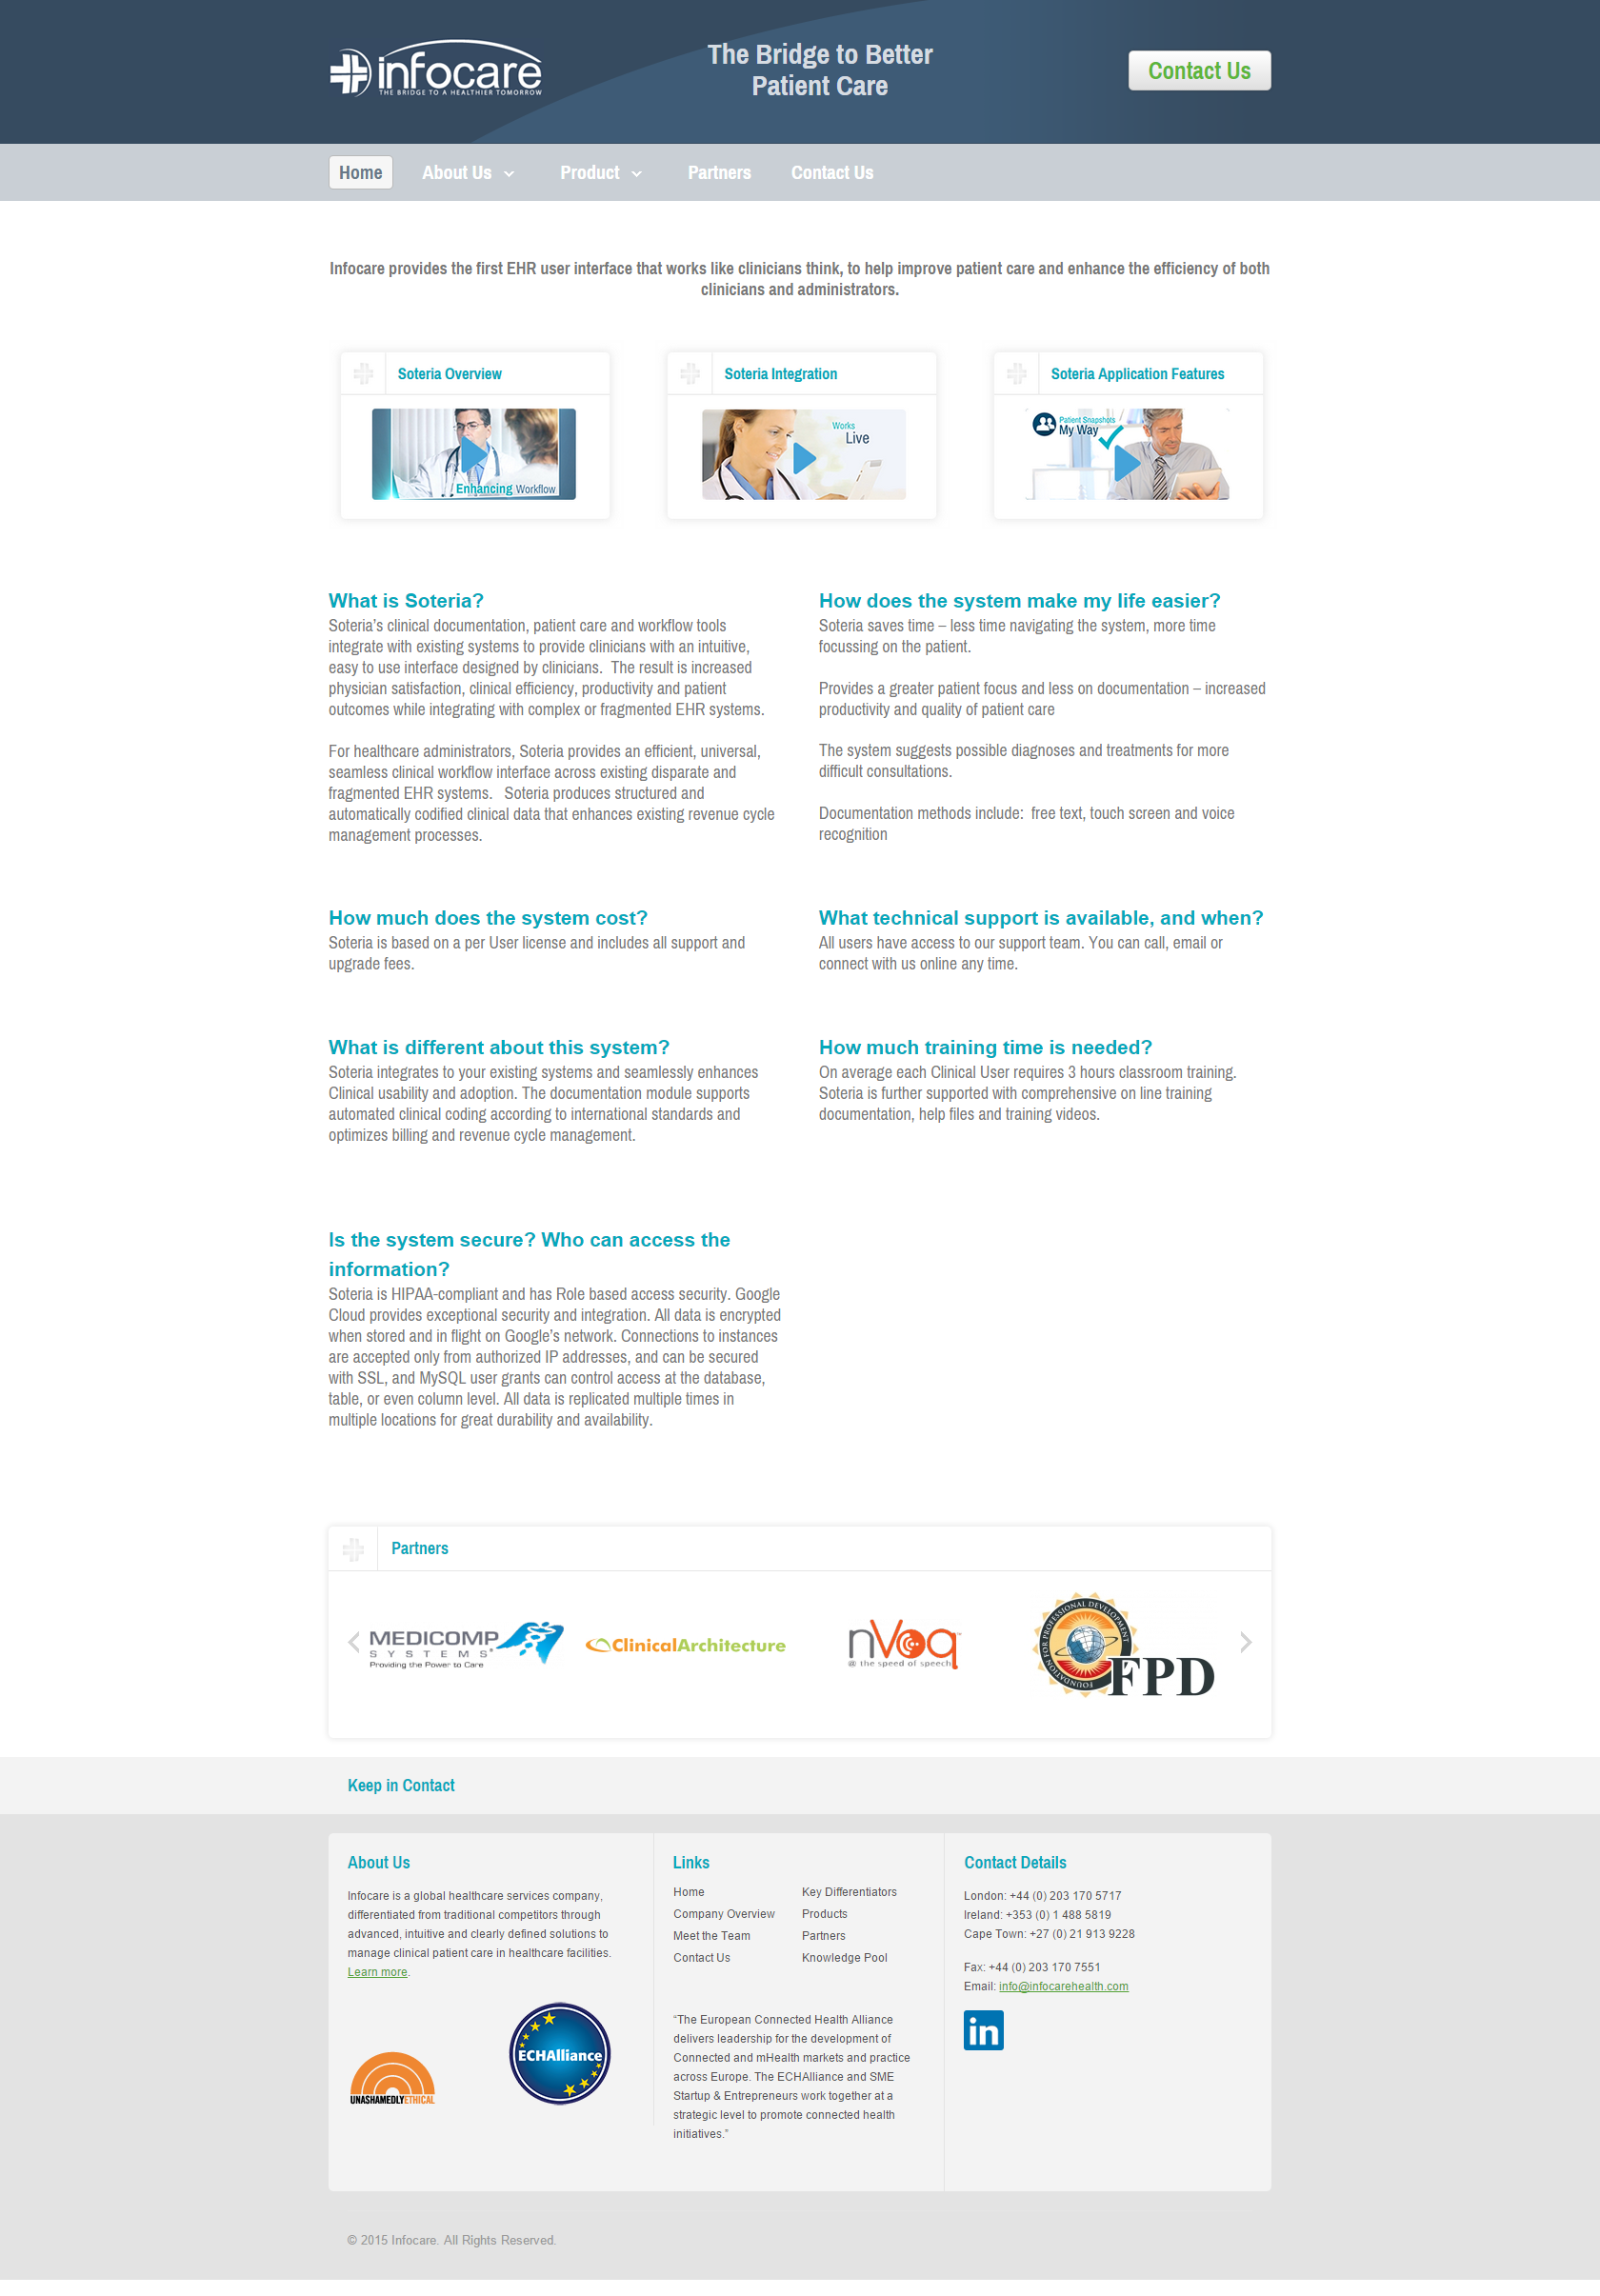 infocare
THE BRIDGE TO A HEALTHIER TOMORROW
The Bridge to Better
Patient Care
Contact Us
Home
About Us
Product
Partners
Contact Us
Infocare provides the first EHR user interface that works like clinicians think, to help improve patient care and enhance the efficiency of both
clinicians and administrators.
Soteria Overview
Enhancing Workflow
Soteria Integration
Works
Live
Soteria Application Features
Patient Snapshots
My Way
What is Soteria?
Soteria’s clinical documentation, patient care and workflow tools
integrate with existing systems to provide clinicians with an intuitive,
easy to use interface designed by clinicians.  The result is increased
physician satisfaction, clinical efficiency, productivity and patient
outcomes while integrating with complex or fragmented EHR systems.
For healthcare administrators, Soteria provides an efficient, universal,
seamless clinical workflow interface across existing disparate and
fragmented EHR systems.   Soteria produces structured and
automatically codified clinical data that enhances existing revenue cycle
management processes.
How does the system make my life easier?
Soteria saves time – less time navigating the system, more time
focussing on the patient.
Provides a greater patient focus and less on documentation – increased
productivity and quality of patient care
The system suggests possible diagnoses and treatments for more
difficult consultations.
Documentation methods include:  free text, touch screen and voice
recognition
How much does the system cost?
Soteria is based on a per User license and includes all support and
upgrade fees.
What technical support is available, and when?
All users have access to our support team. You can call, email or
connect with us online any time.
What is different about this system?
Soteria integrates to your existing systems and seamlessly enhances
Clinical usability and adoption. The documentation module supports
automated clinical coding according to international standards and
optimizes billing and revenue cycle management.
How much training time is needed?
On average each Clinical User requires 3 hours classroom training.
Soteria is further supported with comprehensive on line training
documentation, help files and training videos.
Is the system secure? Who can access the
information?
Soteria is HIPAA-compliant and has Role based access security. Google
Cloud provides exceptional security and integration. All data is encrypted
when stored and in flight on Google’s network. Connections to instances
are accepted only from authorized IP addresses, and can be secured
with SSL, and MySQL user grants can control access at the database,
table, or even column level. All data is replicated multiple times in
multiple locations for great durability and availability.
Partners
MEDICOMP
SYSTEMS
Providing the Power to Care
ClinicalArchitecture
nVoq
@ the speed of speech
FOUNDATION FOR PROFESSIONAL DEVELOPMENT
FPD
Keep in Contact
About Us
Infocare is a global healthcare services company,
differentiated from traditional competitors through
advanced, intuitive and clearly defined solutions to
manage clinical patient care in healthcare facilities.
Learn more.
UNASHAMEDLYETHICAL
ECHAlliance
Links
Home
Company Overview
Meet the Team
Contact Us
Key Differentiators
Products
Partners
Knowledge Pool
“The European Connected Health Alliance
delivers leadership for the development of
Connected and mHealth markets and practice
across Europe. The ECHAlliance and SME
Startup & Entrepreneurs work together at a
strategic level to promote connected health
initiatives.”
Contact Details
London: +44 (0) 203 170 5717
Ireland: +353 (0) 1 488 5819
Cape Town: +27 (0) 21 913 9228
Fax: +44 (0) 203 170 7551
Email: info@infocarehealth.com
in
© 2015 Infocare. All Rights Reserved.